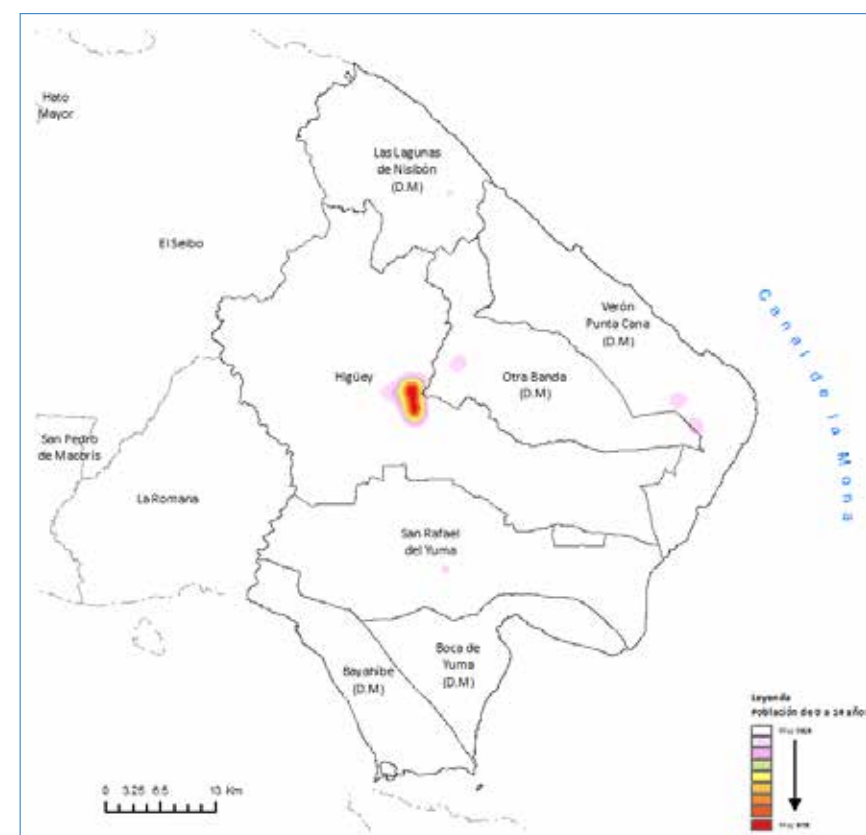 Hato
Mayor
Las Lagunas
de Nisibón
(D.M)
El Seibo
Verón
Punta Cana
(D.M)
Canal de la Mona
Higüey
Otra Banda
(D.M)
San Pedro
de Macorís
La Romana
San Rafael
del Yuma
Boca de
Yuma
(D.M)
Bayahibe
(D.M)
Leyenda
Población de 0 a 14 años
0 3.25 6.5 13 Km